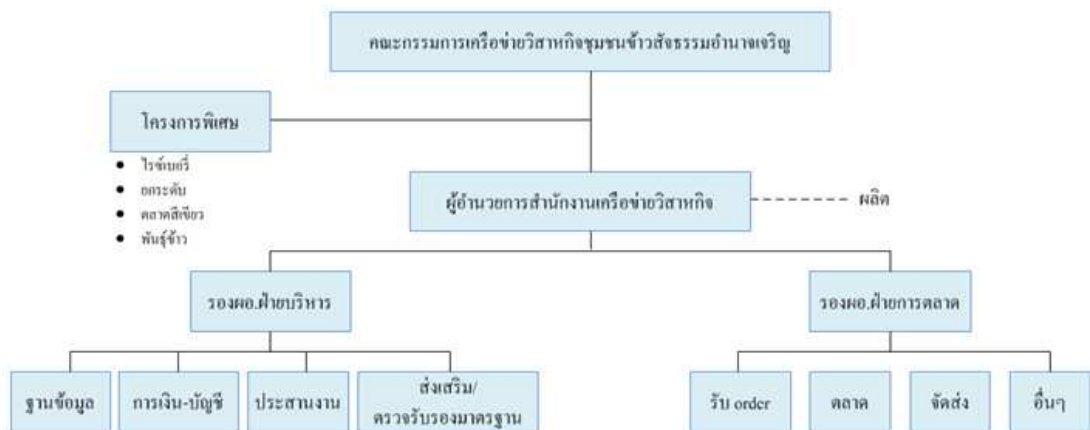 คณะกรรมการเครือข่ายวิสาหกิจชุมชนข้าวสัจธรรมอำนาจเจริญ
โครงการพิเศษ
● ไรซ์เบอรี่
● ยกระดับ
● ตลาดสีเขียว
● พันธุ์ข้าว
ผู้อำนวยการสำนักงานเครือข่ายวิสาหกิจ
ผลิต
รองผอ.ฝ่ายบริหาร
รองผอ.ฝ่ายการตลาด
ฐานข้อมูล
การเงิน-บัญชี
ประสานงาน
ส่งเสริม/
ตรวจรับรองมาตรฐาน
รับ order
ตลาด
จัดส่ง
อื่นๆ